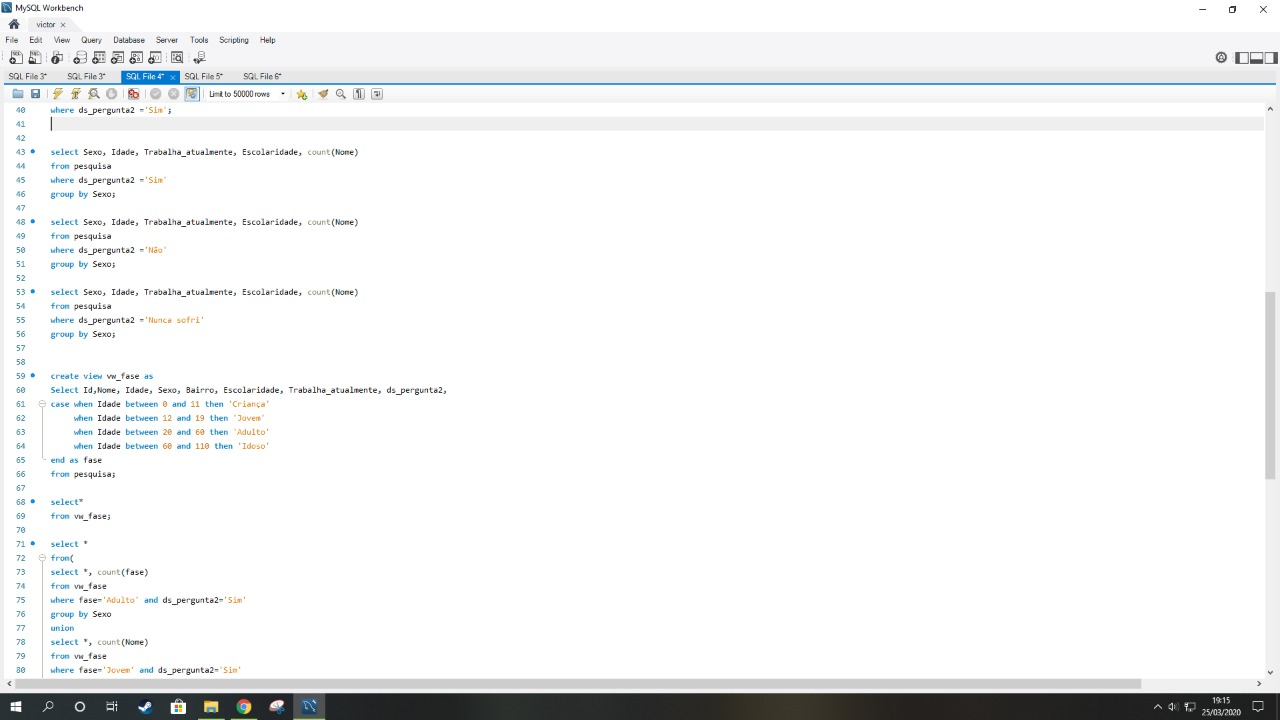 MySQL Workbench
victor ×
File Edit View Query Database Server Tools Scripting Help
SQL File 3* SQL File 3* SQL File 4* × SQL File 5* SQL File 6*
Limit to 50000 rows
40 where ds_pergunta2 ='Sim';
41
42
43 select Sexo, Idade, Trabalha_atualmente, Escolaridade, count(Nome)
44 from pesquisa
45 where ds_pergunta2 ='Sim'
46 group by Sexo;
47
48 select Sexo, Idade, Trabalha_atualmente, Escolaridade, count(Nome)
49 from pesquisa
50 where ds_pergunta2 ='Não'
51 group by Sexo;
52
53 select Sexo, Idade, Trabalha_atualmente, Escolaridade, count(Nome)
54 from pesquisa
55 where ds_pergunta2 ='Nunca sofri'
56 group by Sexo;
57
58
59 create view vw_fase as
60 Select Id,Nome, Idade, Sexo, Bairro, Escolaridade, Trabalha_atualmente, ds_pergunta2,
61 case when Idade between 0 and 11 then 'Criança'
62 when Idade between 12 and 19 then 'Jovem'
63 when Idade between 20 and 60 then 'Adulto'
64 when Idade between 60 and 110 then 'Idoso'
65 end as fase
66 from pesquisa;
67
68 select*
69 from vw_fase;
70
71 select *
72 from(
73 select *, count(fase)
74 from vw_fase
75 where fase='Adulto' and ds_pergunta2='Sim'
76 group by Sexo
77 union
78 select *, count(Nome)
79 from vw_fase
80 where fase='Jovem' and ds_pergunta2='Sim'
19:15
25/03/2020